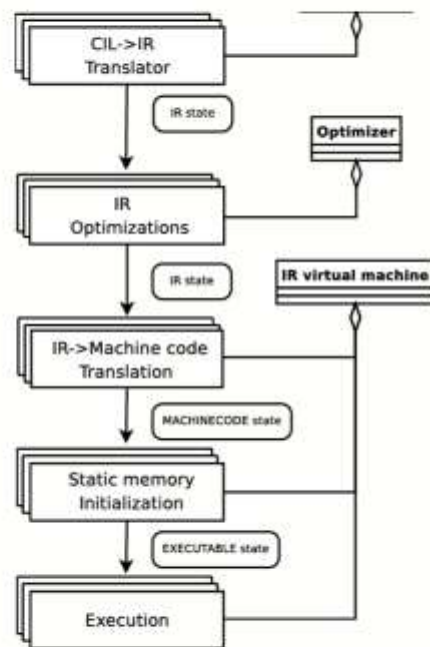 CIL->IR
Translator
IR state
Optimizer
IR
Optimizations
IR state
IR virtual machine
IR->Machine code
Translation
MACHINECODE state
Static memory
Initialization
EXECUTABLE state
Execution